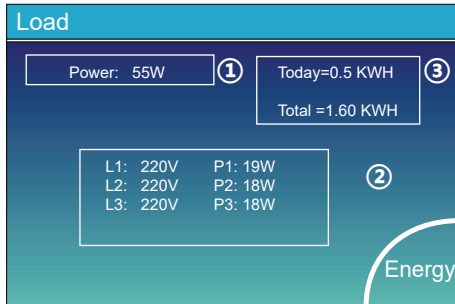 Load
Power: 55W ①
Today=0.5 KWH ③
Total =1.60 KWH
L1: 220V P1: 19W
L2: 220V P2: 18W ②
L3: 220V P3: 18W
Energy